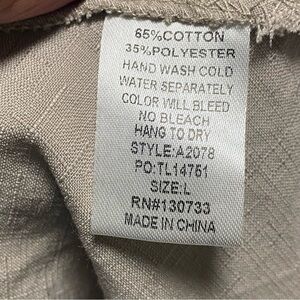 65%COTTON
35%POLYESTER
HAND WASH COLD
WATER SEPARATELY
COLOR WILL BLEED
NO BLEACH
HANG TO DRY
STYLE:A2078
PO:TL14751
SIZE:L
RN#130733
MADE IN CHINA